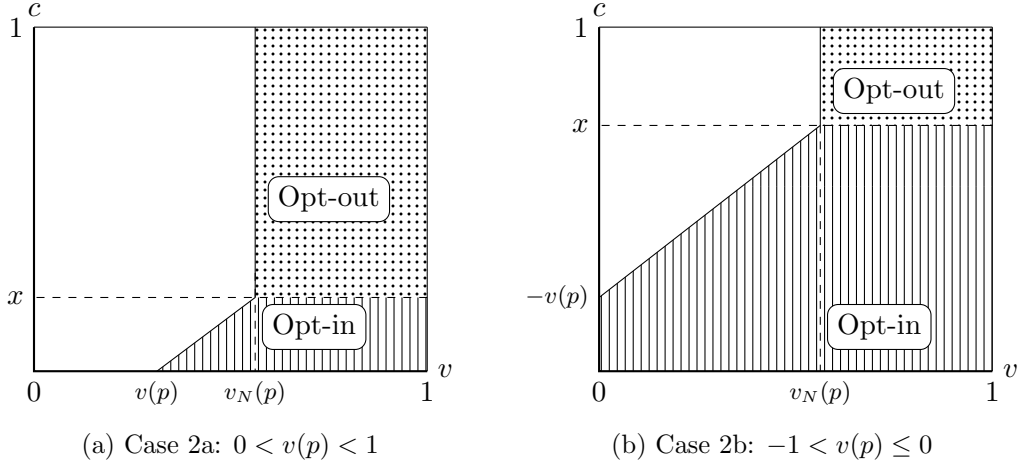 c
1
Opt-out
x
Opt-in
v
0
v(p)
v_N(p)
1
(a) Case 2a: 0 < v(p) < 1
c
1
Opt-out
x
−v(p)
Opt-in
v
0
v_N(p)
1
(b) Case 2b: −1 < v(p) ≤ 0